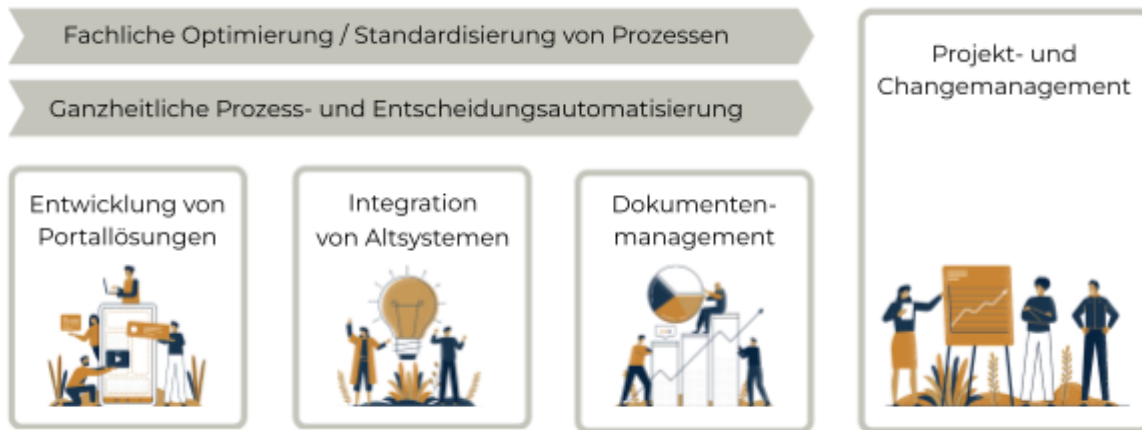 Fachliche Optimierung / Standardisierung von Prozessen
Ganzheitliche Prozess- und Entscheidungsautomatisierung
Entwicklung von
Portallösungen
Integration
von Altsystemen
Dokumenten-
management
Projekt- und
Changemanagement